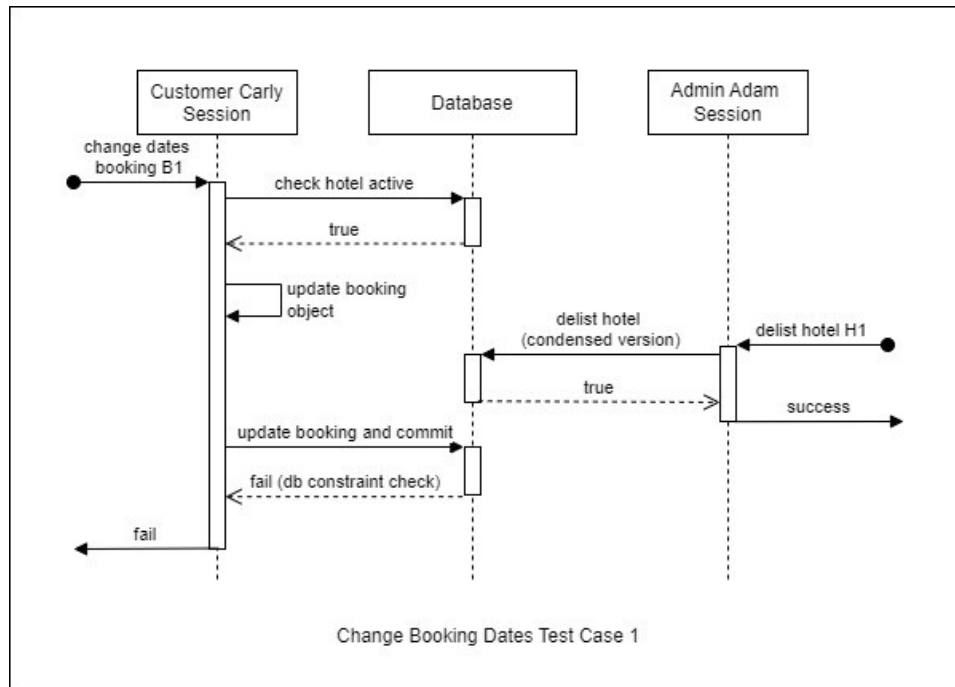 Customer Carly
Session
Database
Admin Adam
Session
change dates
booking B1
check hotel active
true
update booking
object
delist hotel
(condensed version)
delist hotel H1
true
success
update booking and commit
fail (db constraint check)
fail
Change Booking Dates Test Case 1